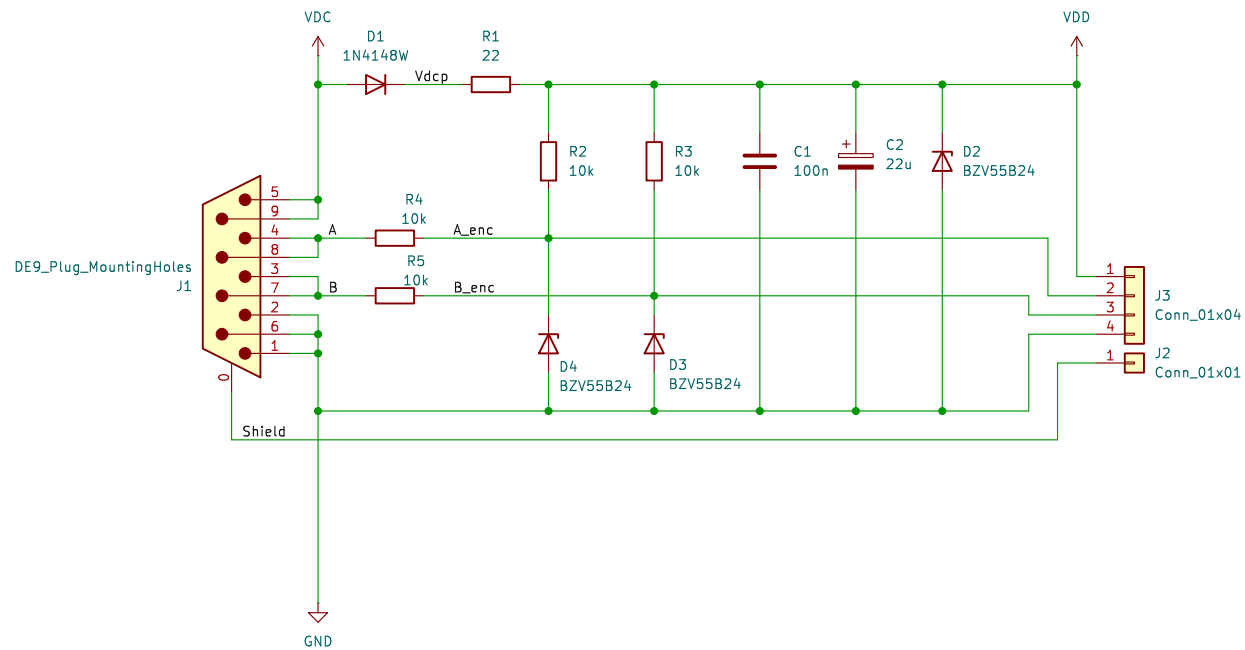 VDC
VDD
D1
1N4148W
R1
22
Vdcp
R2
10k
R3
10k
C1
100n
C2
22u
D2
BZV55B24
5
9
4
8
3
7
2
6
1
0
DE9_Plug_MountingHoles
J1
A
R4
10k
A_enc
B
R5
10k
B_enc
D4
BZV55B24
D3
BZV55B24
1
2
3
4
J3
Conn_01x04
1
J2
Conn_01x01
Shield
GND